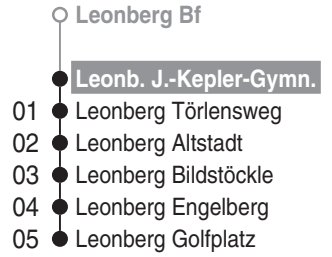 Leonberg Bf
Leonb. J.-Kepler-Gymn.
01 Leonberg Törlensweg
02 Leonberg Altstadt
03 Leonberg Bildstöckle
04 Leonberg Engelberg
05 Leonberg Golfplatz